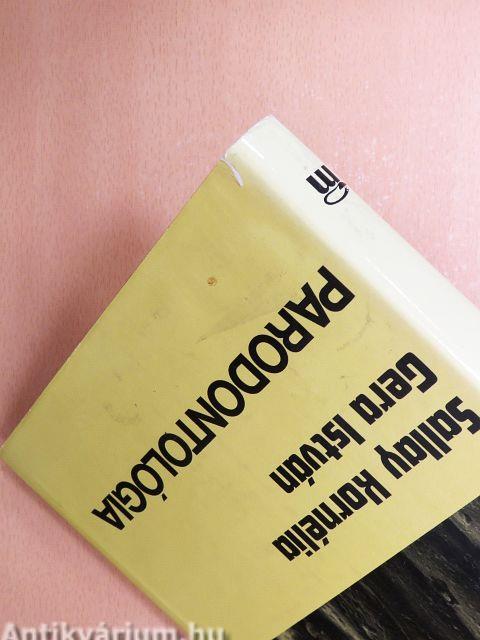 Sallay Kornélia
Gera István
PARODONTOLÓGIA
Antikvárium.hu